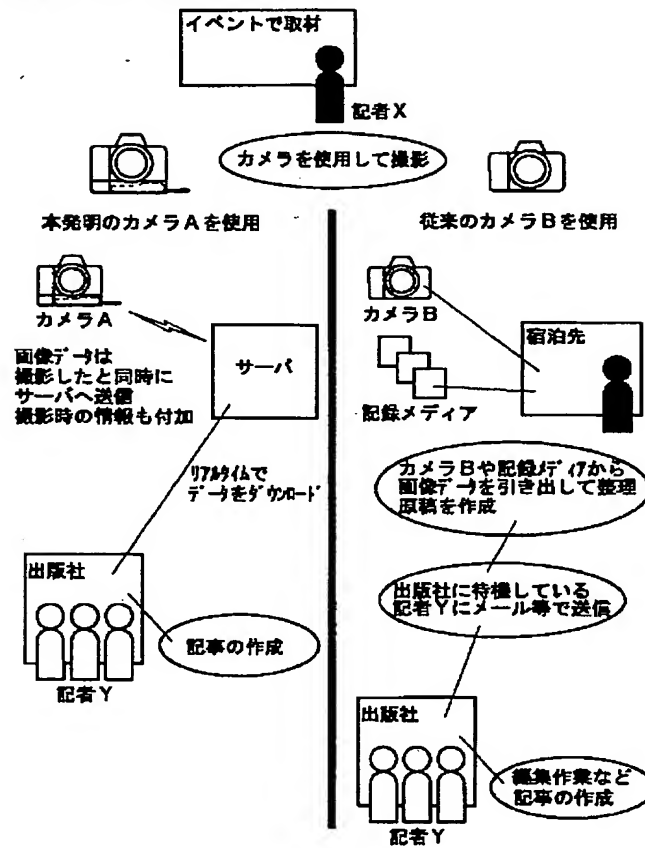 イベントで取材
記者X
カメラを使用して撮影
本発明のカメラAを使用
従来のカメラBを使用
カメラA
画像データは
撮影したと同時に
サーバへ送信
撮影時の情報も付加
サーバ
リアルタイムで
データをダウンロード
出版社
記事の作成
記者Y
カメラB
記録メディア
宿泊先
カメラBや記録メディアから
画像データを引き出して整理
原稿を作成
出版社に待機している
記者Yにメール等で送信
出版社
編集作業など
記事の作成
記者Y